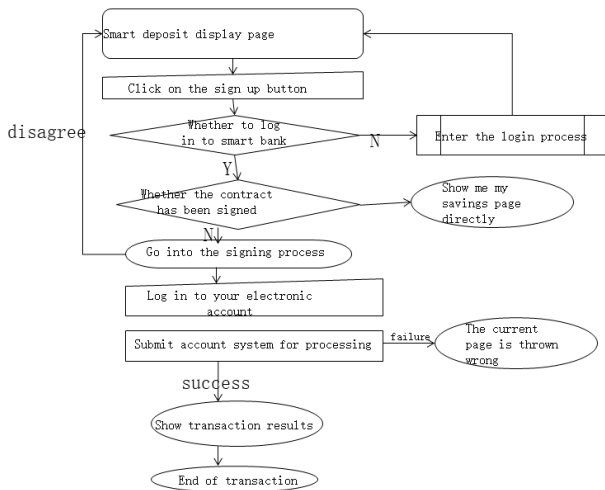 Smart deposit display page
Click on the sign up button
disagree
Whether to log
in to smart bank
N
Enter the login process
Y
Whether the contract
has been signed
Show me my
savings page
directly
N
Go into the signing process
Log in to your electronic
account
Submit account system for processing
failure
The current
page is thrown
wrong
success
Show transaction results
End of transaction